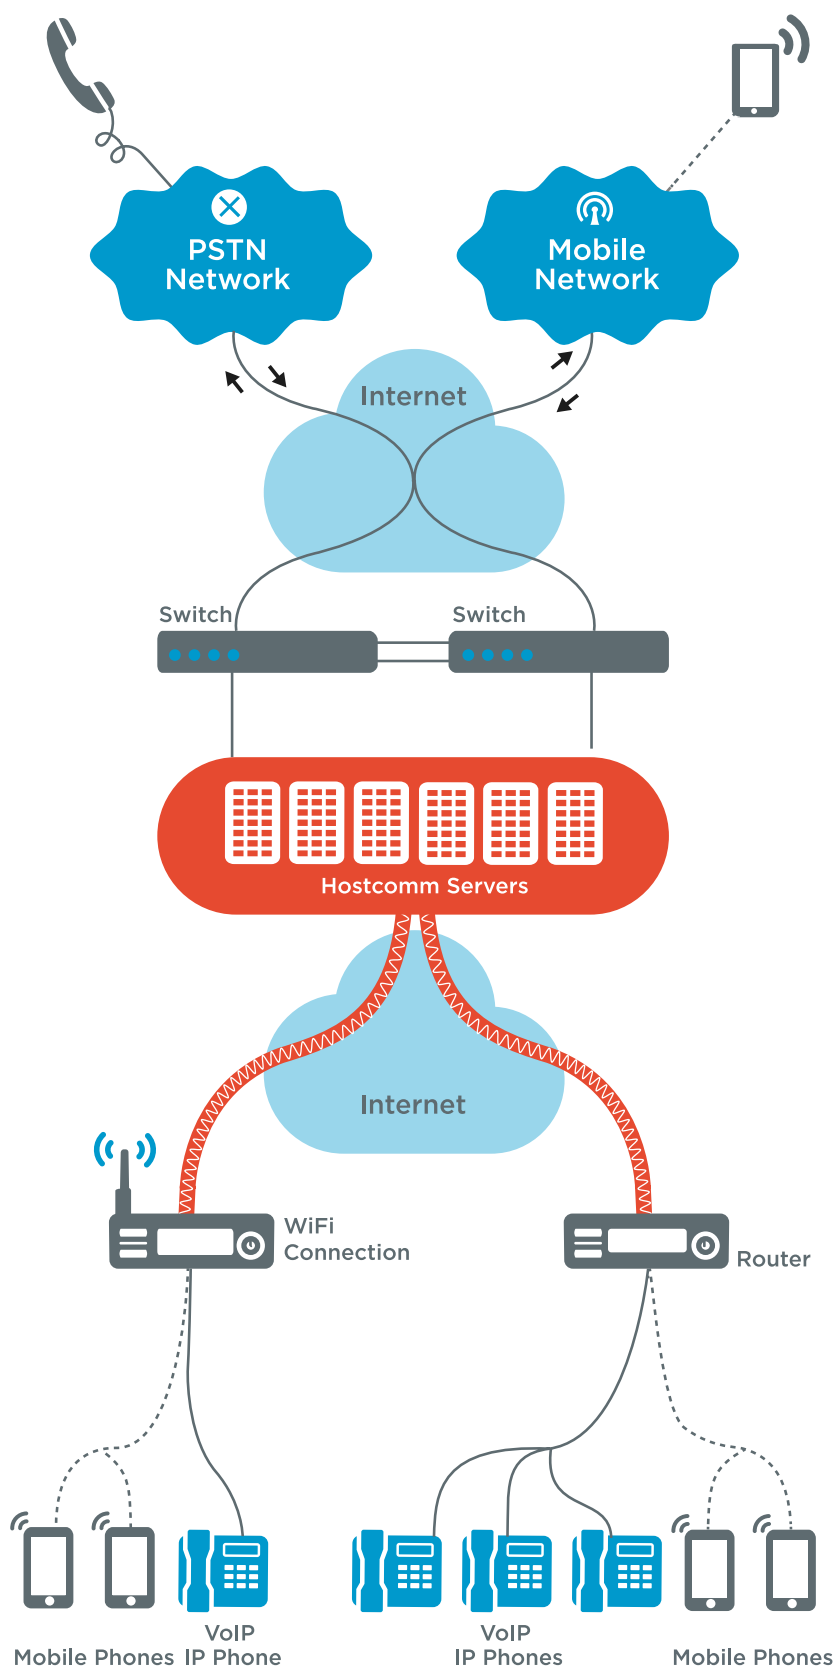 PSTN
Network
Mobile
Network
Internet
Switch
Switch
Hostcomm Servers
Internet
WiFi
Connection
Router
Mobile Phones
VoIP
IP Phone
VoIP
IP Phones
Mobile Phones